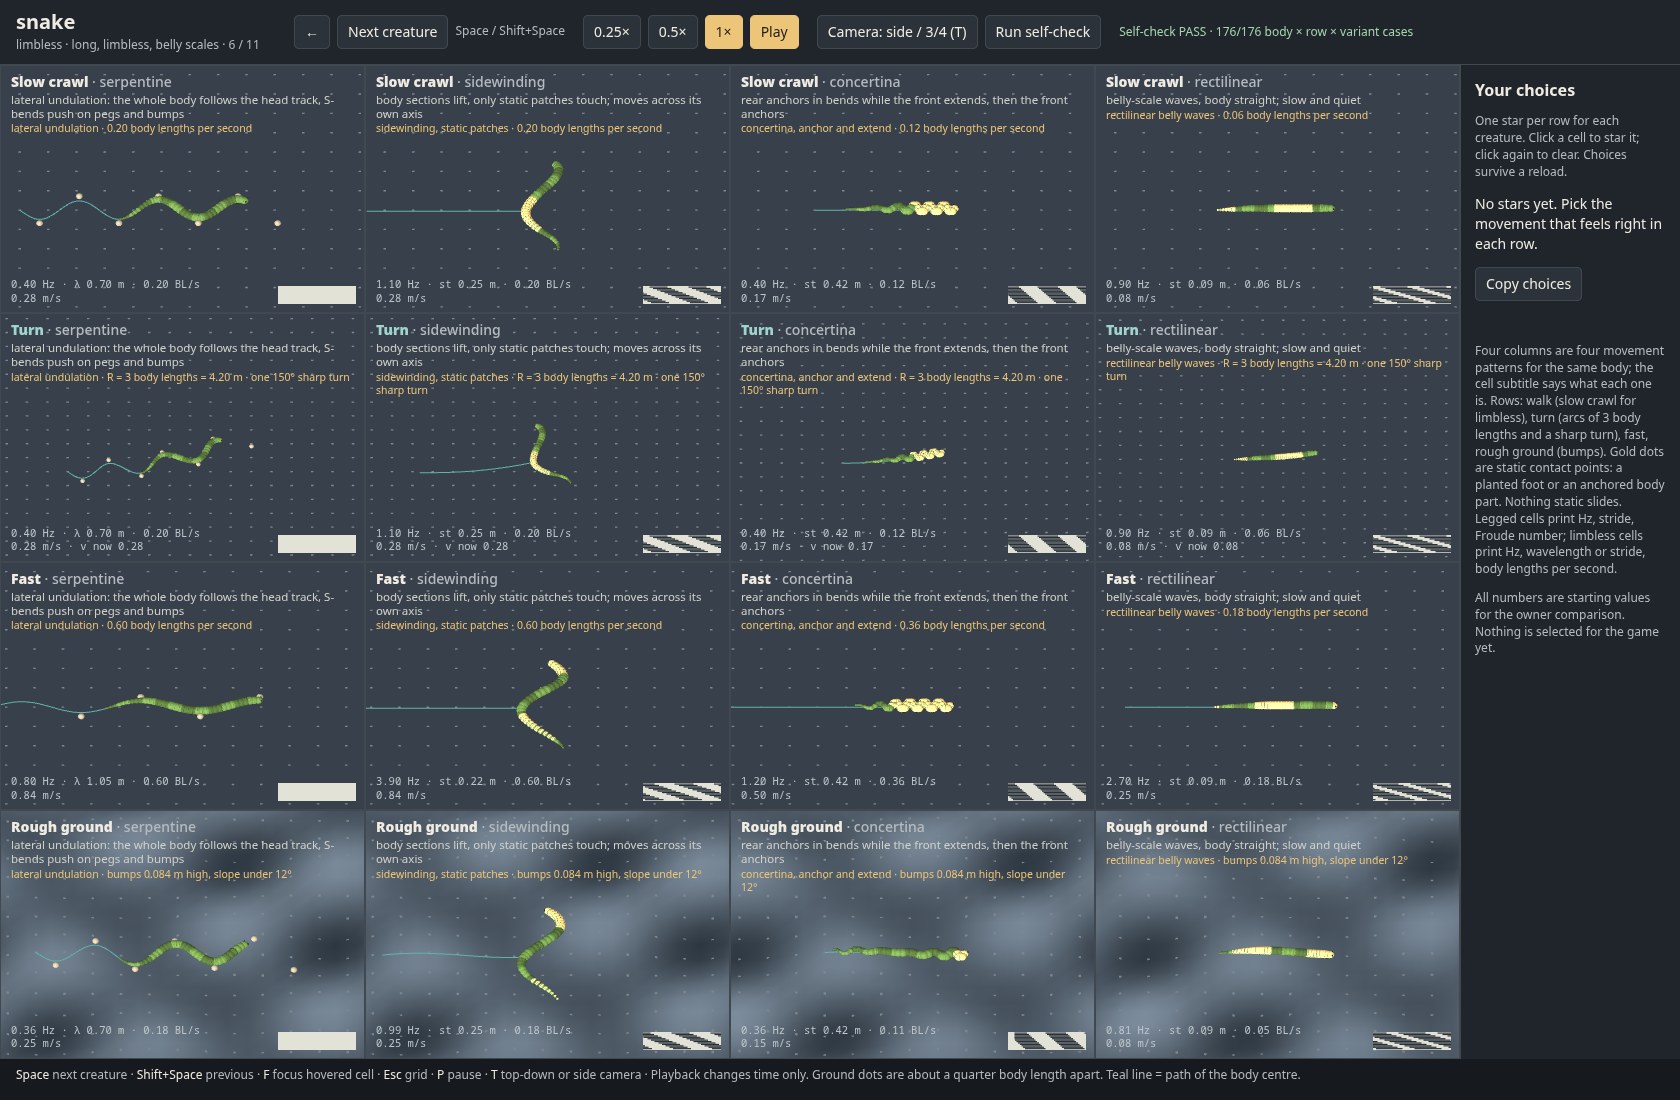 snake
limbless · long, limbless, belly scales · 6 / 11
←
Next creature
Space / Shift+Space
0.25×
0.5×
1×
Play
Camera: side / 3/4 (T)
Run self-check
Self-check PASS · 176/176 body × row × variant cases
Slow crawl · serpentine
lateral undulation: the whole body follows the head track, S-
bends push on pegs and bumps
lateral undulation · 0.20 body lengths per second
0.40 Hz · λ 0.70 m · 0.20 BL/s
0.28 m/s
Slow crawl · sidewinding
body sections lift, only static patches touch; moves across its
own axis
sidewinding, static patches · 0.20 body lengths per second
1.10 Hz · st 0.25 m · 0.20 BL/s
0.28 m/s
Slow crawl · concertina
rear anchors in bends while the front extends, then the front
anchors
concertina, anchor and extend · 0.12 body lengths per second
0.40 Hz · st 0.42 m · 0.12 BL/s
0.17 m/s
Slow crawl · rectilinear
belly-scale waves, body straight; slow and quiet
rectilinear belly waves · 0.06 body lengths per second
0.90 Hz · st 0.09 m · 0.06 BL/s
0.08 m/s
Turn · serpentine
lateral undulation: the whole body follows the head track, S-
bends push on pegs and bumps
lateral undulation · R = 3 body lengths = 4.20 m · one 150° sharp turn
0.40 Hz · λ 0.70 m · 0.20 BL/s
0.28 m/s · v now 0.28
Turn · sidewinding
body sections lift, only static patches touch; moves across its
own axis
sidewinding, static patches · R = 3 body lengths = 4.20 m · one 150°
sharp turn
1.10 Hz · st 0.25 m · 0.20 BL/s
0.28 m/s · v now 0.28
Turn · concertina
rear anchors in bends while the front extends, then the front
anchors
concertina, anchor and extend · R = 3 body lengths = 4.20 m · one
150° sharp turn
0.40 Hz · st 0.42 m · 0.12 BL/s
0.17 m/s · v now 0.17
Turn · rectilinear
belly-scale waves, body straight; slow and quiet
rectilinear belly waves · R = 3 body lengths = 4.20 m · one 150° sharp
turn
0.90 Hz · st 0.09 m · 0.06 BL/s
0.08 m/s · v now 0.08
Fast · serpentine
lateral undulation: the whole body follows the head track, S-
bends push on pegs and bumps
lateral undulation · 0.60 body lengths per second
0.80 Hz · λ 1.05 m · 0.60 BL/s
0.84 m/s
Fast · sidewinding
body sections lift, only static patches touch; moves across its
own axis
sidewinding, static patches · 0.60 body lengths per second
3.90 Hz · st 0.22 m · 0.60 BL/s
0.84 m/s
Fast · concertina
rear anchors in bends while the front extends, then the front
anchors
concertina, anchor and extend · 0.36 body lengths per second
1.20 Hz · st 0.42 m · 0.36 BL/s
0.50 m/s
Fast · rectilinear
belly-scale waves, body straight; slow and quiet
rectilinear belly waves · 0.18 body lengths per second
2.70 Hz · st 0.09 m · 0.18 BL/s
0.25 m/s
Rough ground · serpentine
lateral undulation: the whole body follows the head track, S-
bends push on pegs and bumps
lateral undulation · bumps 0.084 m high, slope under 12°
0.36 Hz · λ 0.70 m · 0.18 BL/s
0.25 m/s
Rough ground · sidewinding
body sections lift, only static patches touch; moves across its
own axis
sidewinding, static patches · bumps 0.084 m high, slope under 12°
0.99 Hz · st 0.25 m · 0.18 BL/s
0.25 m/s
Rough ground · concertina
rear anchors in bends while the front extends, then the front
anchors
concertina, anchor and extend · bumps 0.084 m high, slope under
12°
0.36 Hz · st 0.42 m · 0.11 BL/s
0.15 m/s
Rough ground · rectilinear
belly-scale waves, body straight; slow and quiet
rectilinear belly waves · bumps 0.084 m high, slope under 12°
0.81 Hz · st 0.09 m · 0.05 BL/s
0.08 m/s
Your choices
One star per row for each
creature. Click a cell to star it;
click again to clear. Choices
survive a reload.
No stars yet. Pick the
movement that feels right in
each row.
Copy choices
Four columns are four movement
patterns for the same body; the
cell subtitle says what each one
is. Rows: walk (slow crawl for
limbless), turn (arcs of 3 body
lengths and a sharp turn), fast,
rough ground (bumps). Gold dots
are static contact points: a
planted foot or an anchored body
part. Nothing static slides.
Legged cells print Hz, stride,
Froude number; limbless cells
print Hz, wavelength or stride,
body lengths per second.
All numbers are starting values
for the owner comparison.
Nothing is selected for the game
yet.
Space next creature · Shift+Space previous · F focus hovered cell · Esc grid · P pause · T top-down or side camera · Playback changes time only. Ground dots are about a quarter body length apart. Teal line = path of the body centre.